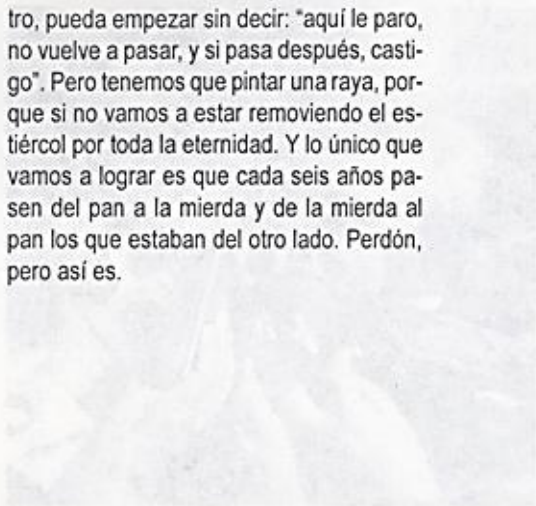 tro, pueda empezar sin decir: "aquí le paro,
no vuelve a pasar, y si pasa después, casti-
go". Pero tenemos que pintar una raya, por-
que si no vamos a estar removiendo el es-
tiércol por toda la eternidad. Y lo único que
vamos a lograr es que cada seis años pa-
sen del pan a la mierda y de la mierda al
pan los que estaban del otro lado. Perdón,
pero así es.